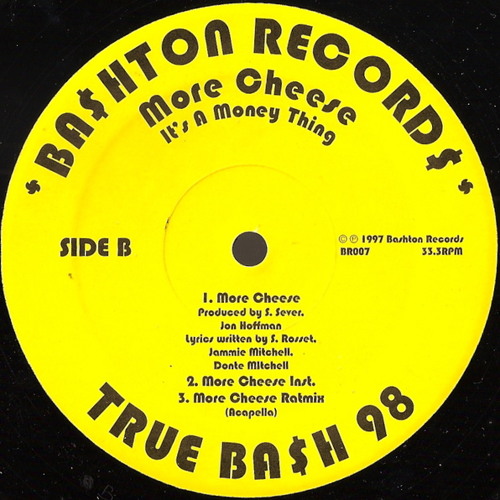 * BA$HTON RECORD$ *
More Cheese
It's A Money Thing
SIDE B
© ℗ 1997 Bashton Records
BR007 33.3RPM
1. More Cheese
Produced by S. Sever.
Jon Hoffman
Lyrics written by S. Rosset.
Jammie Mitchell.
Donte MItchell
2. More Cheese Inst.
3. More Cheese Ratmix
(Acapella)
TRUE BA$H 98